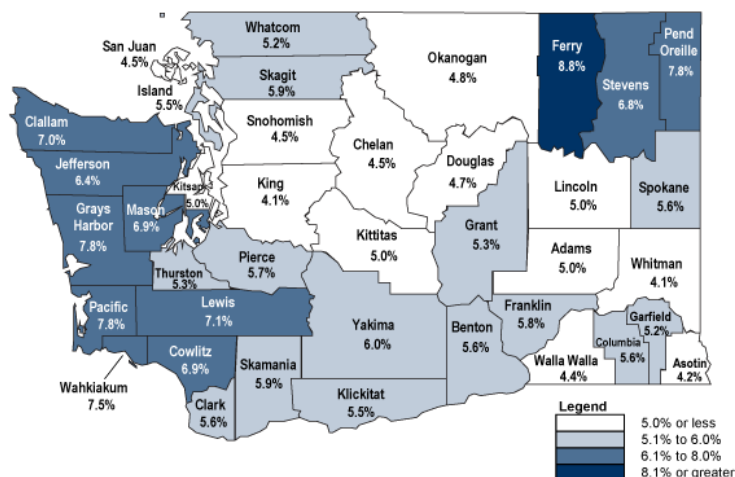 Whatcom
5.2%
San Juan
4.5%
Skagit
5.9%
Island
5.5%
Okanogan
4.8%
Ferry
8.8%
Stevens
6.8%
Pend
Oreille
7.8%
Clallam
7.0%
Snohomish
4.5%
Chelan
4.5%
Douglas
4.7%
Jefferson
6.4%
Kitsap
5.0%
King
4.1%
Lincoln
5.0%
Spokane
5.6%
Grays
Harbor
7.8%
Mason
6.9%
Grant
5.3%
Kittitas
5.0%
Adams
5.0%
Whitman
4.1%
Thurston
5.3%
Pierce
5.7%
Pacific
7.8%
Lewis
7.1%
Yakima
6.0%
Benton
5.6%
Franklin
5.8%
Garfield
5.2%
Columbia
5.6%
Walla Walla
4.4%
Asotin
4.2%
Wahkiakum
7.5%
Cowlitz
6.9%
Skamania
5.9%
Clark
5.6%
Klickitat
5.5%
Legend
5.0% or less
5.1% to 6.0%
6.1% to 8.0%
8.1% or greater